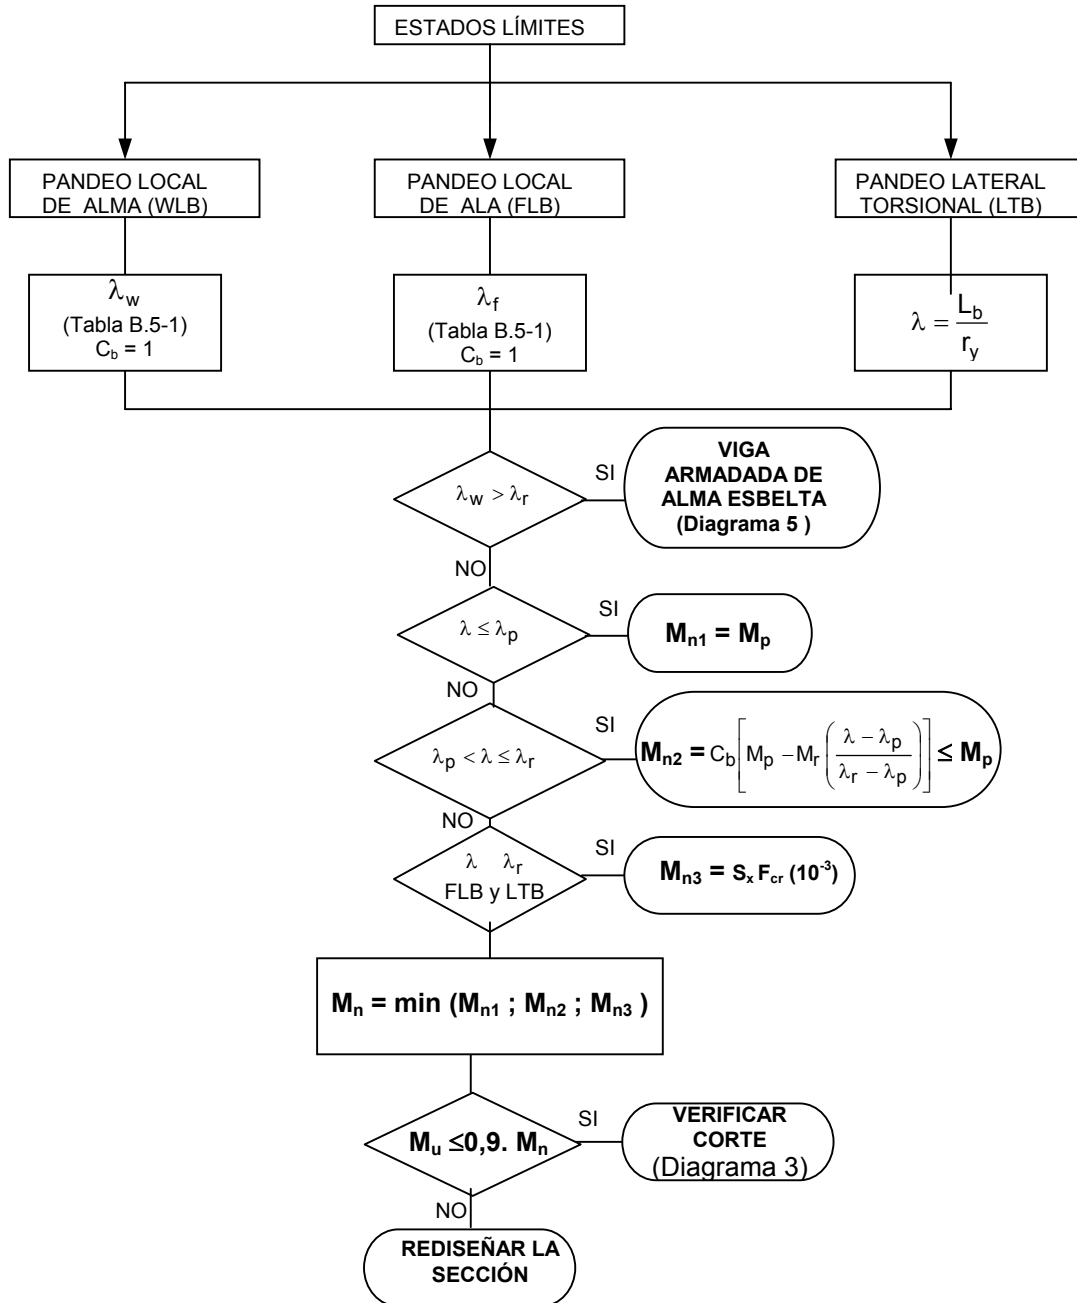 ESTADOS LÍMITES
PANDEO LOCAL
DE ALMA (WLB)
PANDEO LOCAL
DE ALA (FLB)
PANDEO LATERAL
TORSIONAL (LTB)
λw
(Tabla B.5-1)
Cb = 1
λf
(Tabla B.5-1)
Cb = 1
λ = Lb / ry
λw > λr
SI
VIGA
ARMADADA DE
ALMA ESBELTA
(Diagrama 5 )
NO
λ ≤ λp
SI
Mn1 = Mp
NO
λp < λ ≤ λr
SI
Mn2 = Cb [ Mp − Mr ( (λ − λp) / (λr − λp) ) ] ≤ Mp
NO
λ λr
FLB y LTB
SI
Mn3 = Sx Fcr (10⁻³)
Mn = min (Mn1 ; Mn2 ; Mn3 )
Mu ≤0,9. Mn
SI
VERIFICAR
CORTE
(Diagrama 3)
NO
REDISEÑAR LA
SECCIÓN